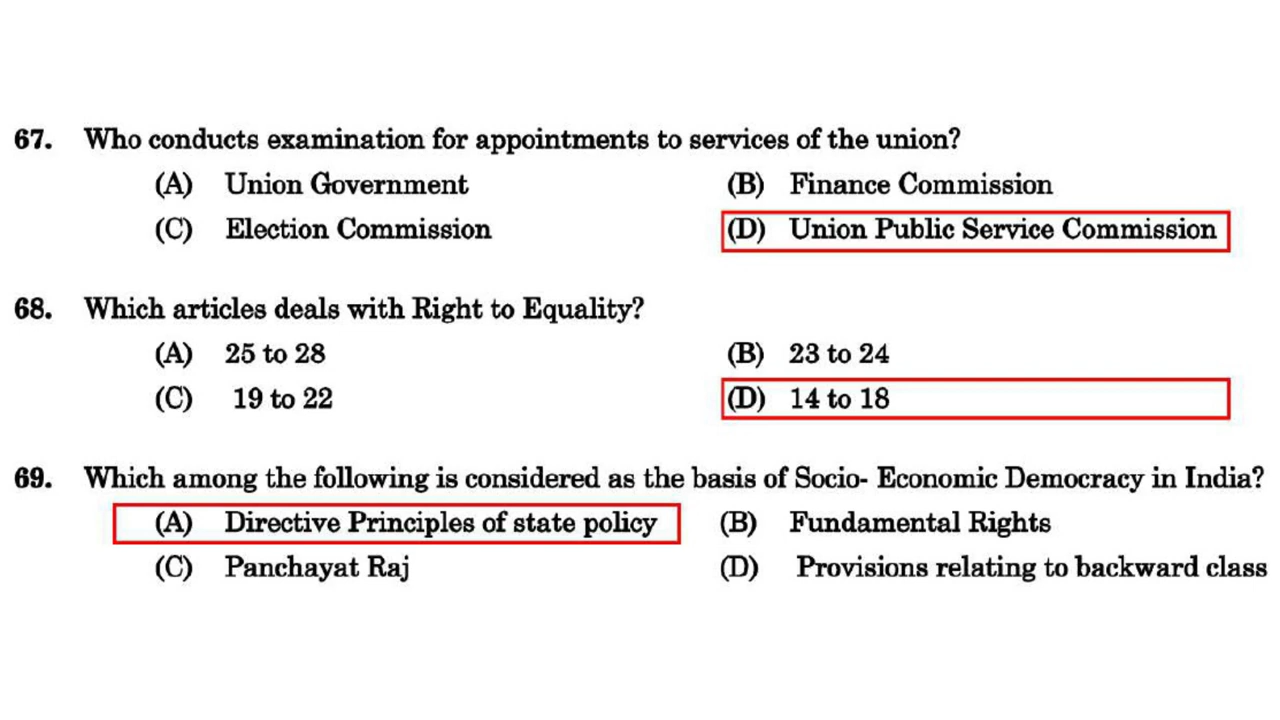 67. Who conducts examination for appointments to services of the union?
(A) Union Government (B) Finance Commission
(C) Election Commission (D) Union Public Service Commission
68. Which articles deals with Right to Equality?
(A) 25 to 28 (B) 23 to 24
(C) 19 to 22 (D) 14 to 18
69. Which among the following is considered as the basis of Socio- Economic Democracy in India?
(A) Directive Principles of state policy (B) Fundamental Rights
(C) Panchayat Raj (D) Provisions relating to backward class